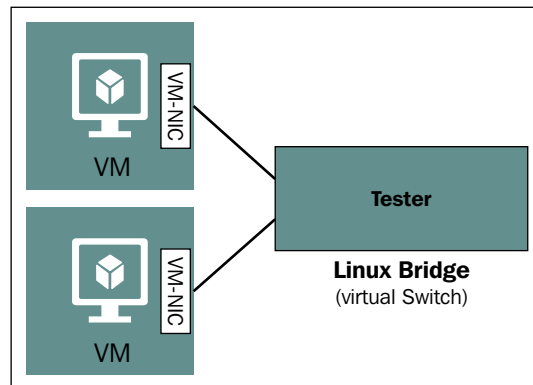 VM-NIC
VM
VM-NIC
VM
Tester
Linux Bridge
(virtual Switch)